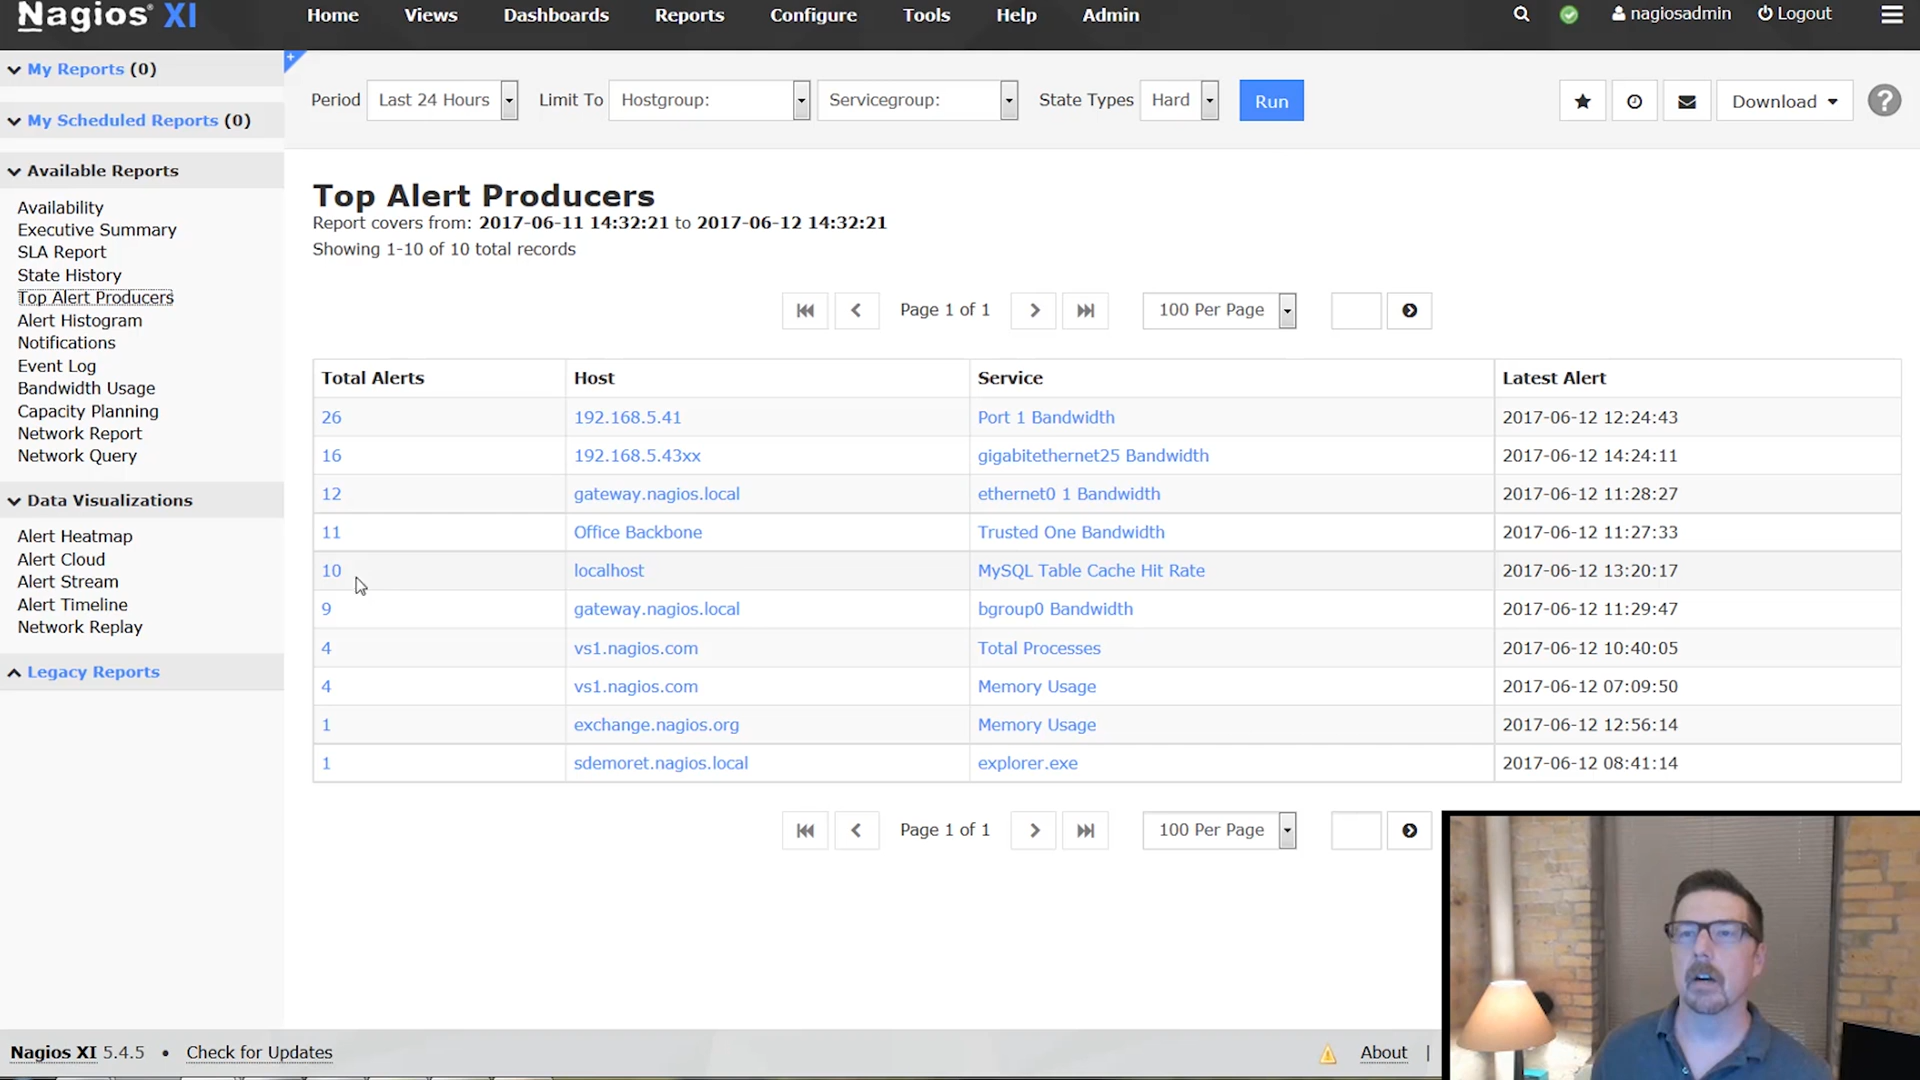 Nagios® XI
Home Views Dashboards Reports Configure Tools Help Admin
nagiosadmin Logout
My Reports (0)
My Scheduled Reports (0)
Available Reports
Availability
Executive Summary
SLA Report
State History
Top Alert Producers
Alert Histogram
Notifications
Event Log
Bandwidth Usage
Capacity Planning
Network Report
Network Query
Data Visualizations
Alert Heatmap
Alert Cloud
Alert Stream
Alert Timeline
Network Replay
Legacy Reports
Period Last 24 Hours Limit To Hostgroup: Servicegroup: State Types Hard Run Download ?
Top Alert Producers
Report covers from: 2017-06-11 14:32:21 to 2017-06-12 14:32:21
Showing 1-10 of 10 total records
Page 1 of 1 100 Per Page
Total Alerts Host Service Latest Alert
26 192.168.5.41 Port 1 Bandwidth 2017-06-12 12:24:43
16 192.168.5.43xx gigabitethernet25 Bandwidth 2017-06-12 14:24:11
12 gateway.nagios.local ethernet0 1 Bandwidth 2017-06-12 11:28:27
11 Office Backbone Trusted One Bandwidth 2017-06-12 11:27:33
10 localhost MySQL Table Cache Hit Rate 2017-06-12 13:20:17
9 gateway.nagios.local bgroup0 Bandwidth 2017-06-12 11:29:47
4 vs1.nagios.com Total Processes 2017-06-12 10:40:05
4 vs1.nagios.com Memory Usage 2017-06-12 07:09:50
1 exchange.nagios.org Memory Usage 2017-06-12 12:56:14
1 sdemoret.nagios.local explorer.exe 2017-06-12 08:41:14
Page 1 of 1 100 Per Page
Nagios XI 5.4.5 • Check for Updates About |